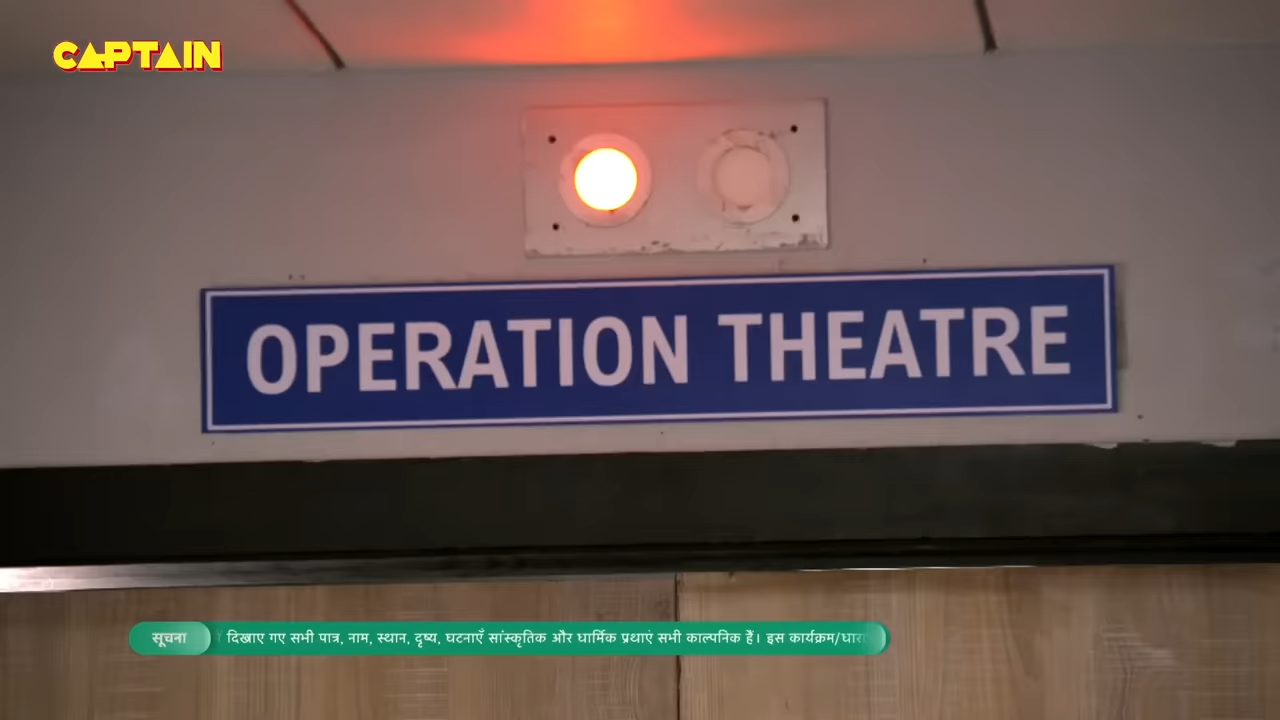 CAPTAIN
OPERATION THEATRE
सूचना
दिखाए गए सभी पात्र, नाम, स्थान, दृष्य, घटनाएँ सांस्कृतिक और धार्मिक प्रथाएं सभी काल्पनिक हैं। इस कार्यक्रम/धारा